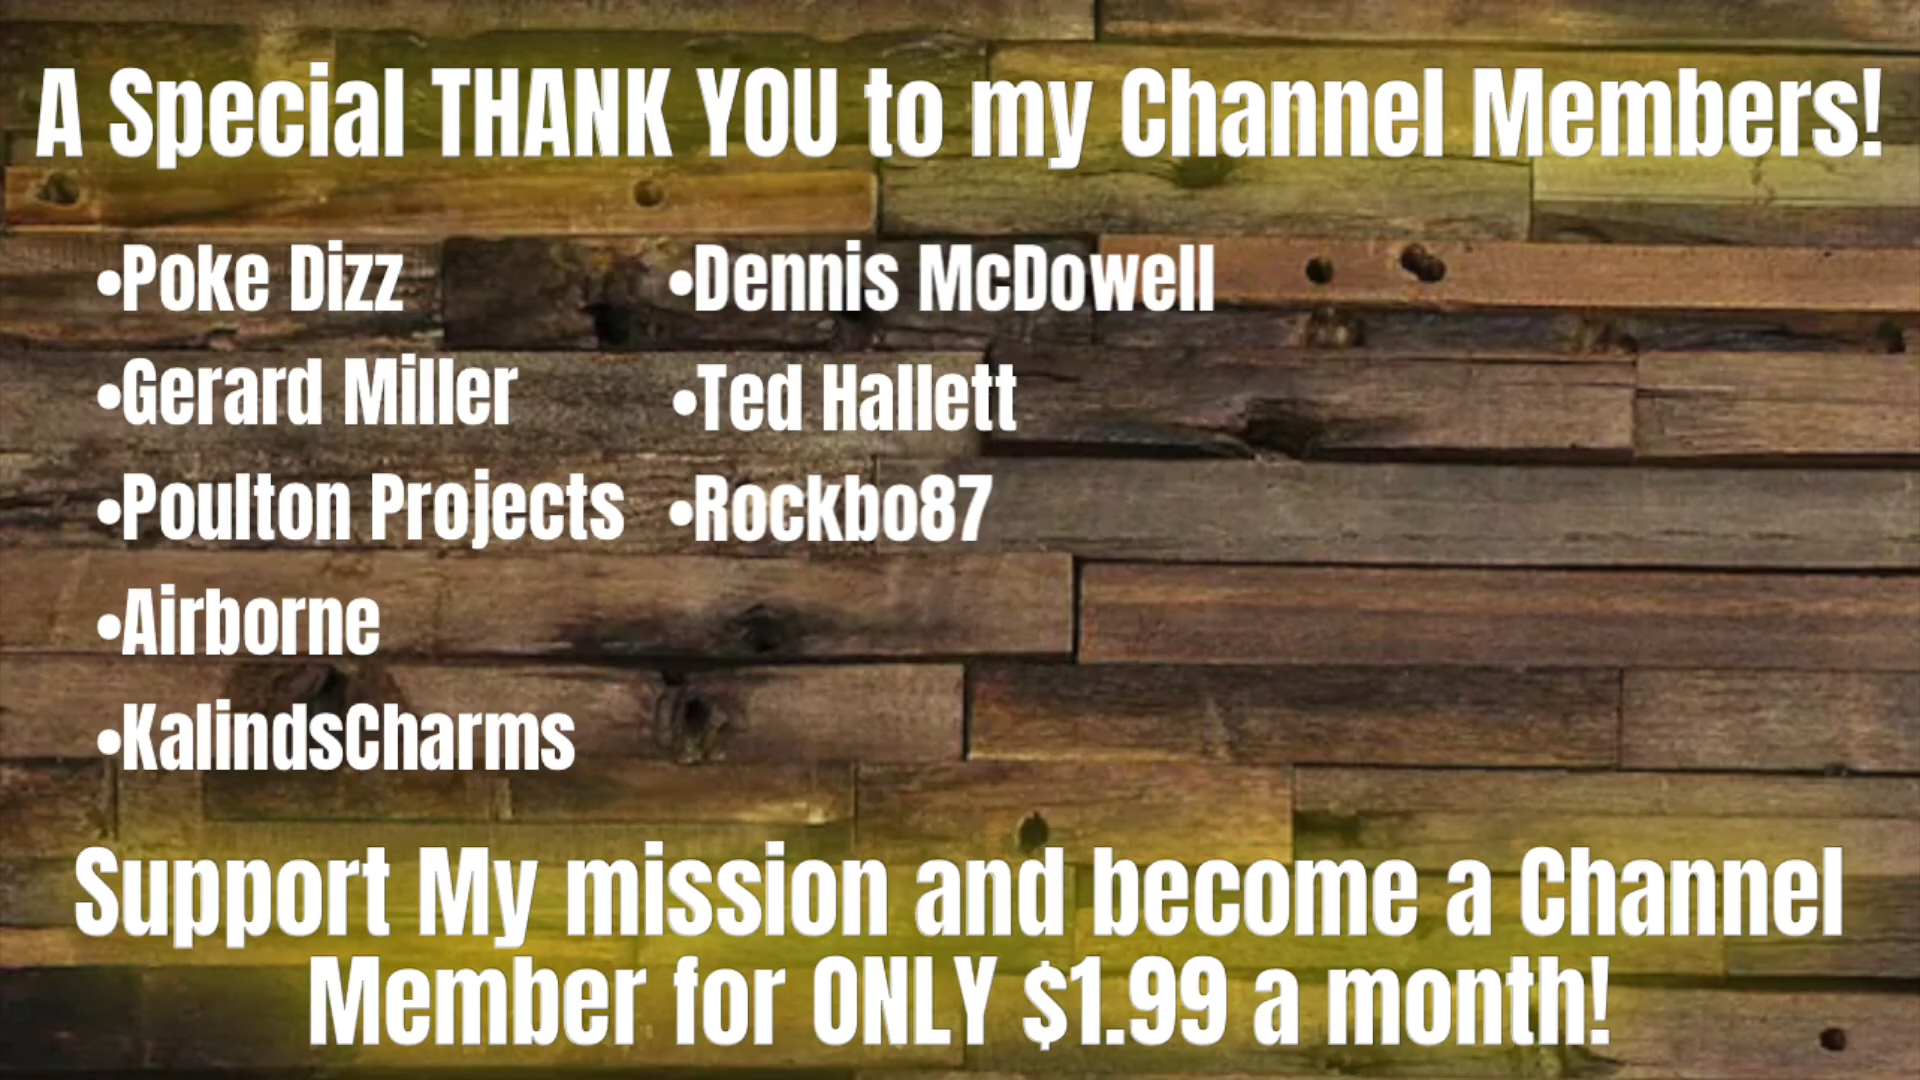 A Special THANK YOU to my Channel Members!
•Poke Dizz
•Gerard Miller
•Poulton Projects
•Airborne
•KalindsCharms
•Dennis McDowell
•Ted Hallett
•Rockbo87
Support My mission and become a Channel
Member for ONLY $1.99 a month!